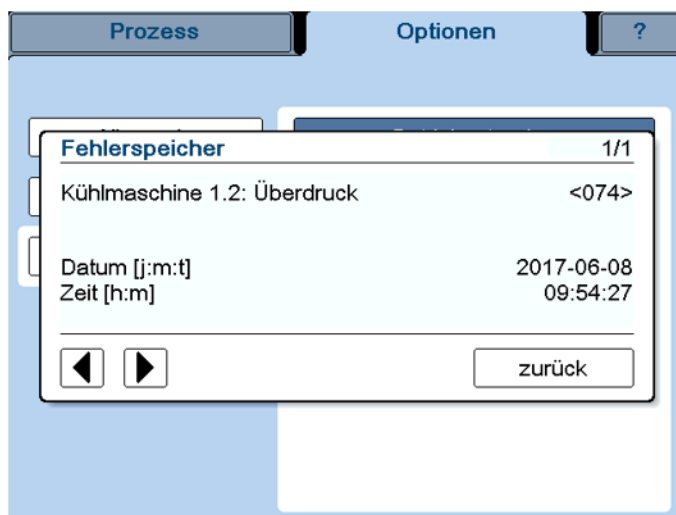 Prozess
Optionen
?
Fehlerspeicher
1/1
Kühlmaschine 1.2: Überdruck
<074>
Datum [j:m:t]
2017-06-08
Zeit [h:m]
09:54:27
zurück